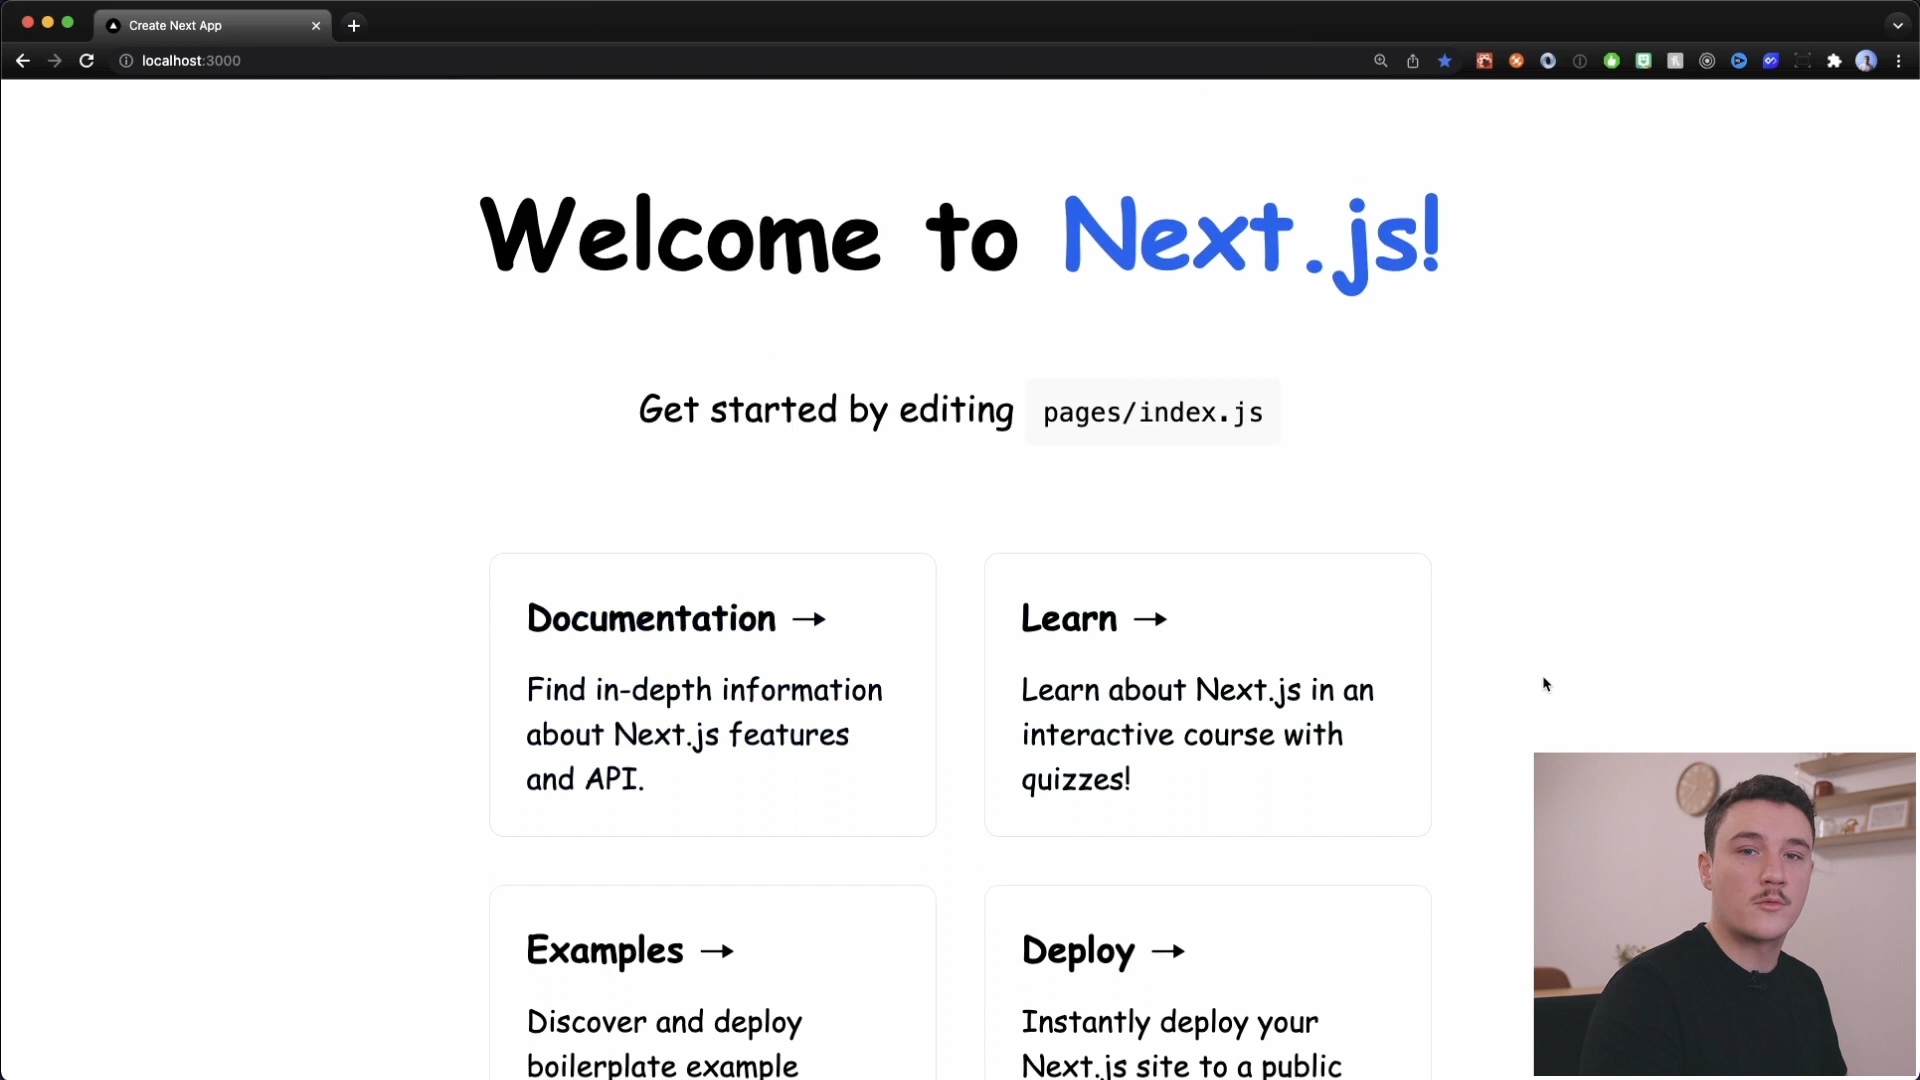 Create Next App
localhost:3000
Welcome to Next.js!
Get started by editing pages/index.js
Documentation →
Find in-depth information
about Next.js features
and API.
Learn →
Learn about Next.js in an
interactive course with
quizzes!
Examples →
Discover and deploy
boilerplate example
Deploy →
Instantly deploy your
Next.js site to a public